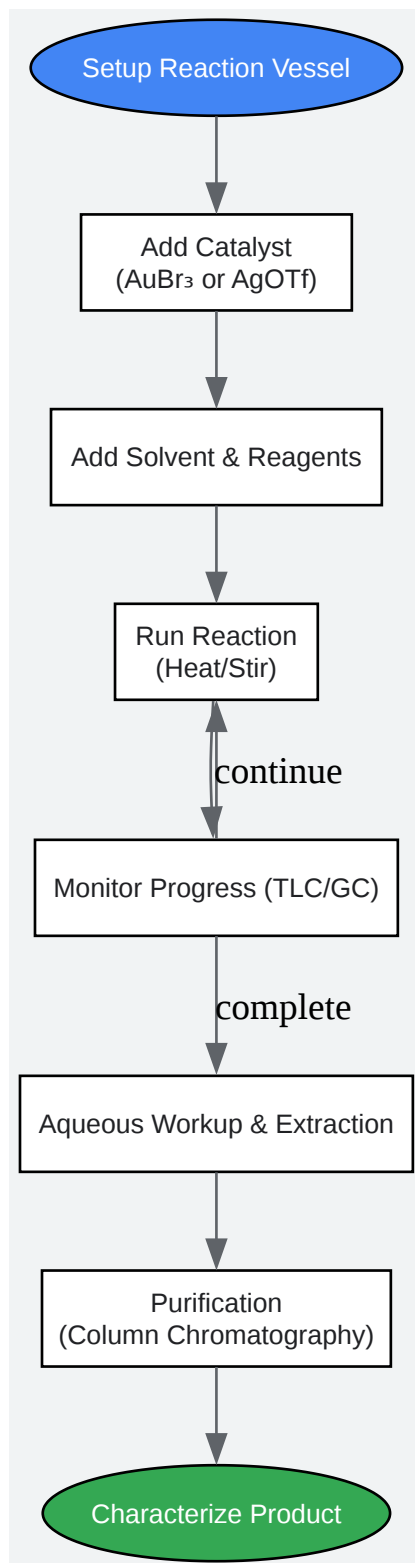 Setup Reaction Vessel
Add Catalyst
(AuBr₃ or AgOTf)
Add Solvent & Reagents
Run Reaction
(Heat/Stir)
continue
Monitor Progress (TLC/GC)
complete
Aqueous Workup & Extraction
Purification
(Column Chromatography)
Characterize Product